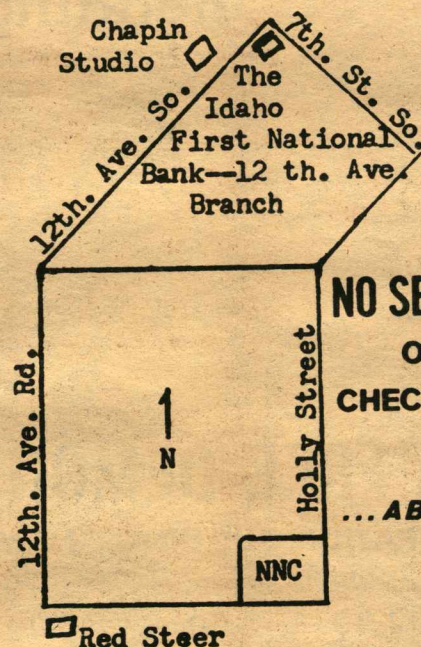 Chapin
Studio
7th. St. So.
12th. Ave. So.
The
Idaho
First National
Bank—12 th. Ave.
Branch
NO
O
CHEC
... AB
12th. Ave. Rd.
Holly Street
N
NNC
Red Steer